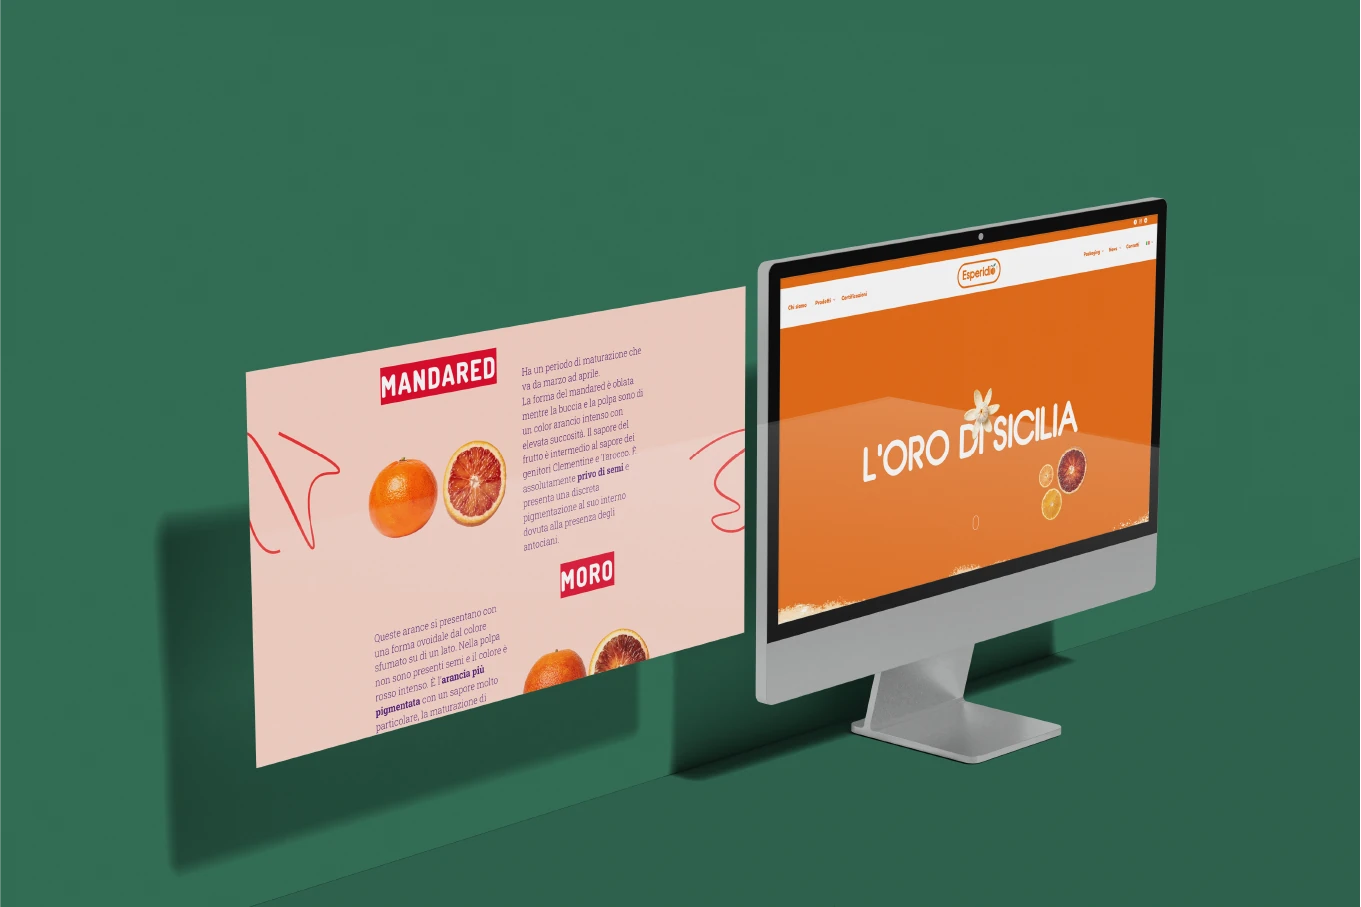 MANDARED
Ha un periodo di maturazione che
va da marzo ad aprile.
La forma del mandared è oblata
mentre la buccia e la polpa sono di
un color arancio intenso con
elevata succosità. Il sapore del
frutto è intermedio al sapore dei
genitori Clementine e Tarocco. È
assolutamente privo di semi e
presenta una discreta
pigmentazione al suo interno
dovuta alla presenza degli
antociani.
MORO
Queste arance si presentano con
una forma ovoidale dal colore
sfumato su di un lato. Nella polpa
non sono presenti semi e il colore è
rosso intenso. È l'arancia più
pigmentata con un sapore molto
particolare, la maturazione di
Chi siamo Prodotti Certificazioni
Esperidio
Packaging News Contatti
L'ORO DI SICILIA